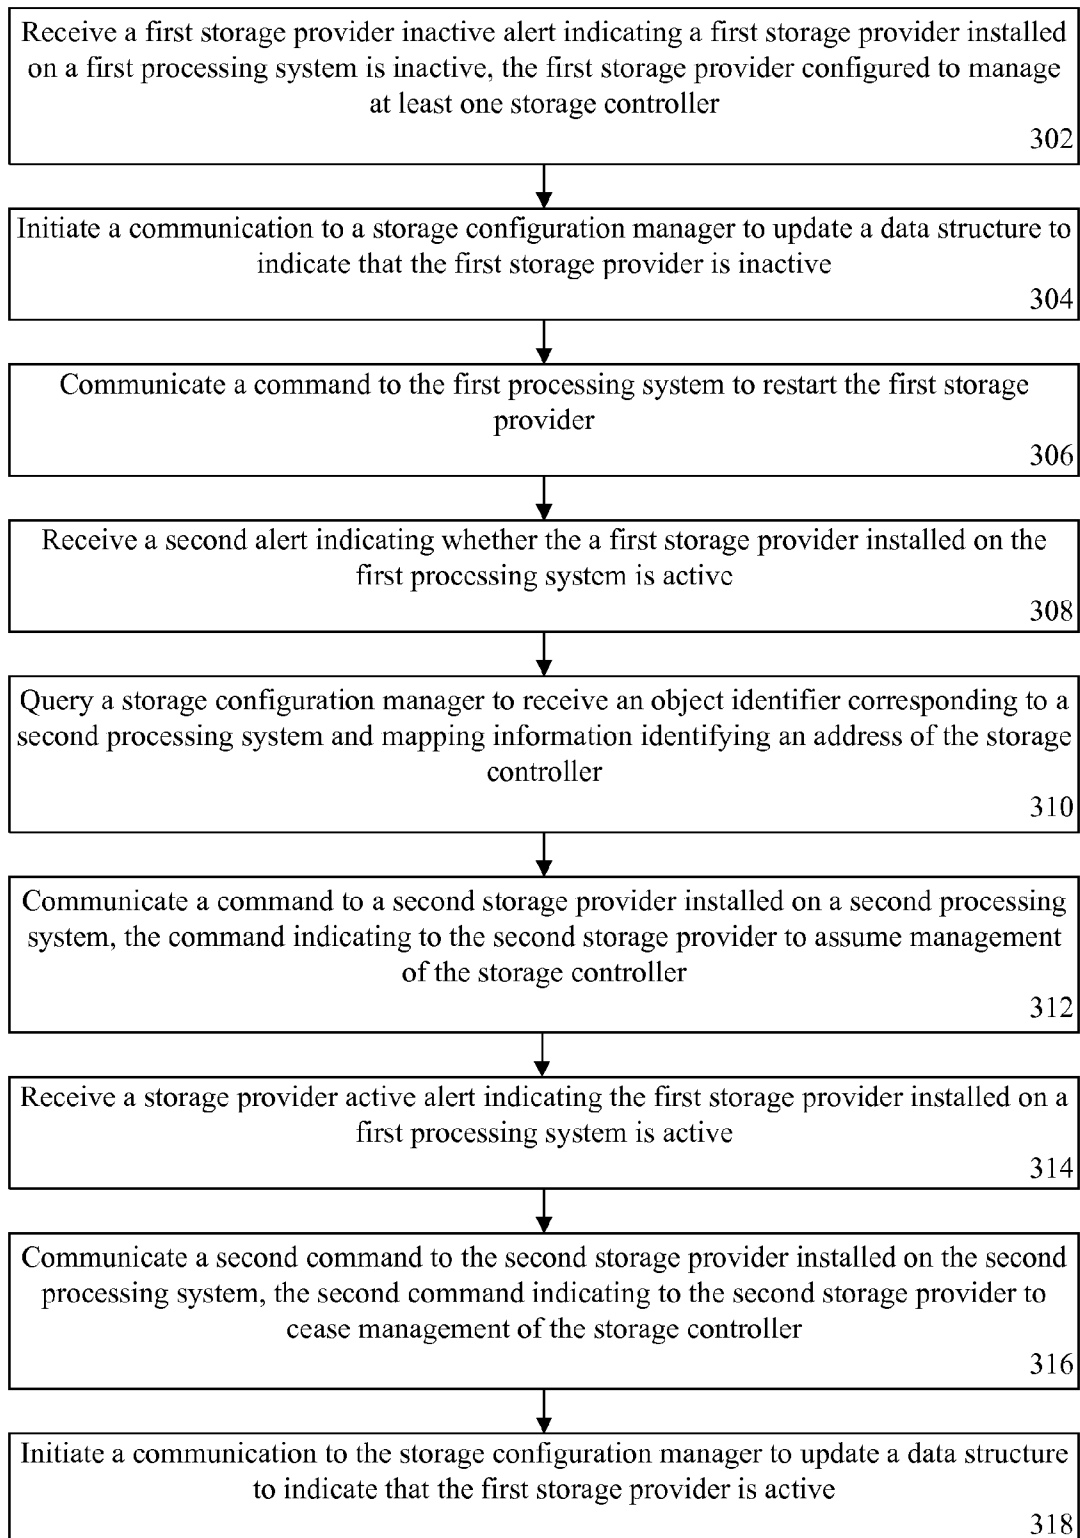 Receive a first storage provider inactive alert indicating a first storage provider installed
on a first processing system is inactive, the first storage provider configured to manage
at least one storage controller
302
Initiate a communication to a storage configuration manager to update a data structure to
indicate that the first storage provider is inactive
304
Communicate a command to the first processing system to restart the first storage
provider
306
Receive a second alert indicating whether the a first storage provider installed on the
first processing system is active
308
Query a storage configuration manager to receive an object identifier corresponding to a
second processing system and mapping information identifying an address of the storage
controller
310
Communicate a command to a second storage provider installed on a second processing
system, the command indicating to the second storage provider to assume management
of the storage controller
312
Receive a storage provider active alert indicating the first storage provider installed on a
first processing system is active
314
Communicate a second command to the second storage provider installed on the second
processing system, the second command indicating to the second storage provider to
cease management of the storage controller
316
Initiate a communication to the storage configuration manager to update a data structure
to indicate that the first storage provider is active
318